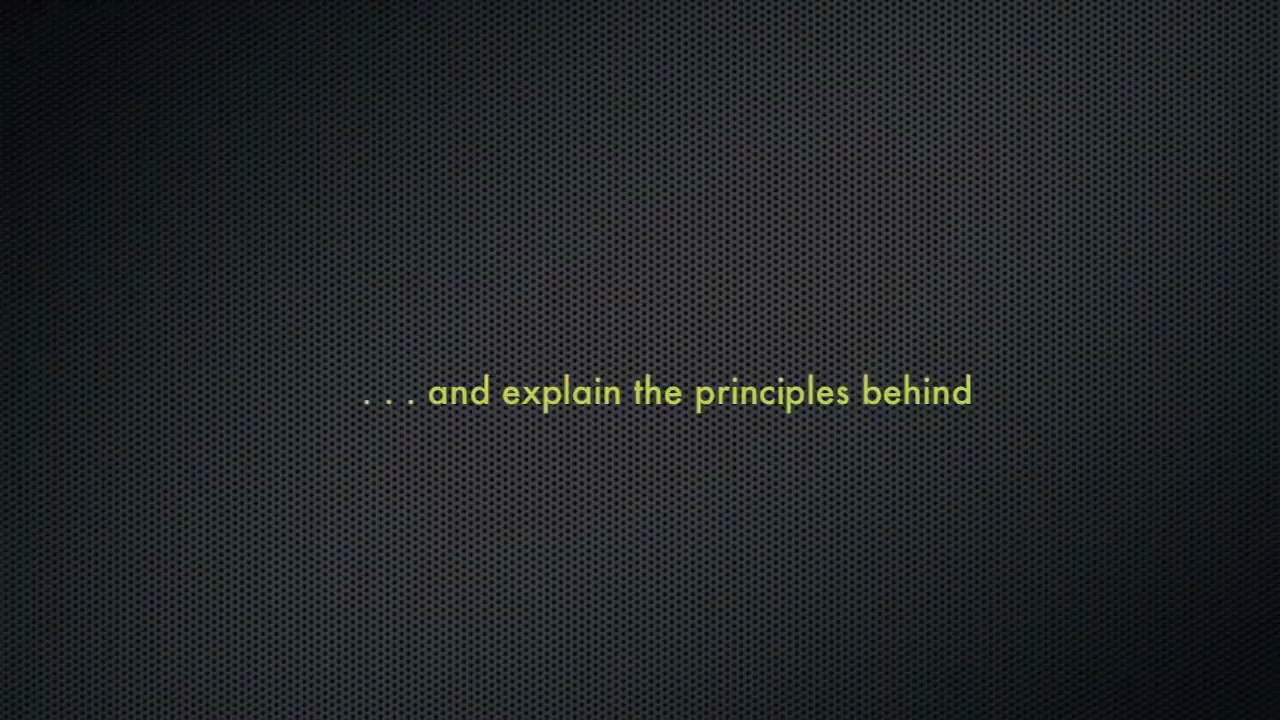 . . . and explain the principles behind